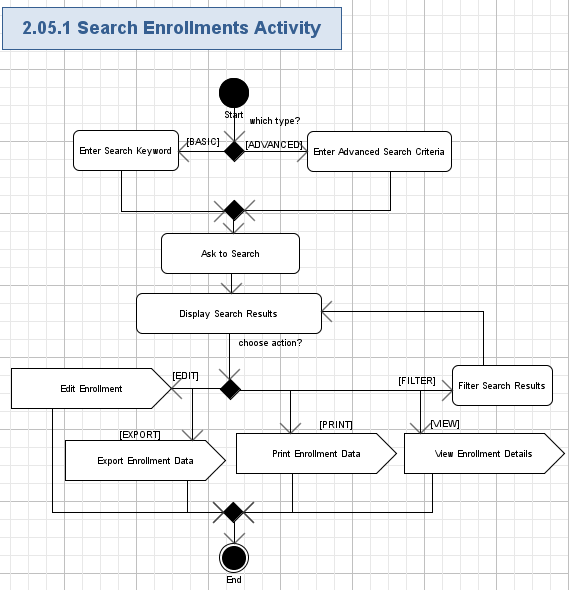 2.05.1 Search Enrollments Activity
Start
which type?
[BASIC]
[ADVANCED]
Enter Search Keyword
Enter Advanced Search Criteria
Ask to Search
Display Search Results
choose action?
[EDIT]
[FILTER]
Edit Enrollment
Filter Search Results
[EXPORT]
[PRINT]
[VIEW]
Export Enrollment Data
Print Enrollment Data
View Enrollment Details
End